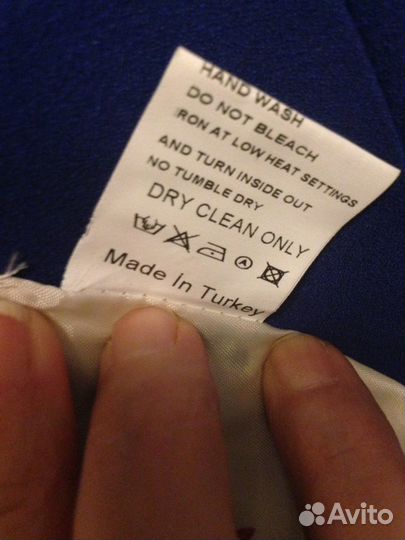 HAND WASH
DO NOT BLEACH
RON AT LOW HEAT SETTINGS
AND TURN INSIDE OUT
NO TUMBLE DRY
DRY CLEAN ONLY
A
Made In Turkey
Avito